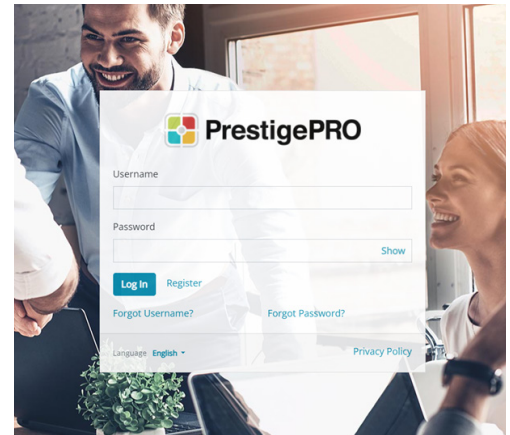 PrestigePRO
Username
Password
Show
Log In Register
Forgot Username? Forgot Password?
Language English Privacy Policy